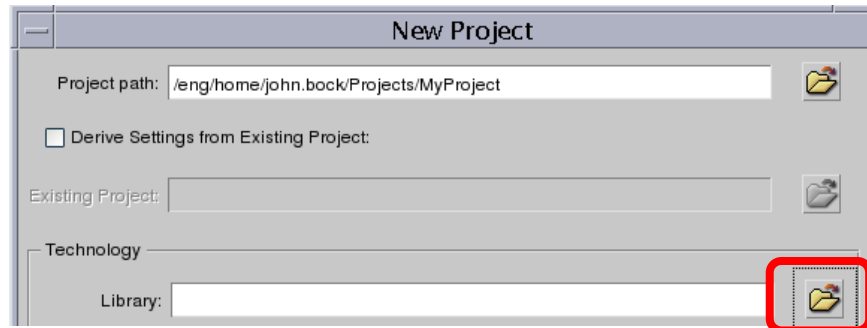 New Project
Project path: /eng/home/john.bock/Projects/MyProject
Derive Settings from Existing Project:
Existing Project:
Technology
Library: